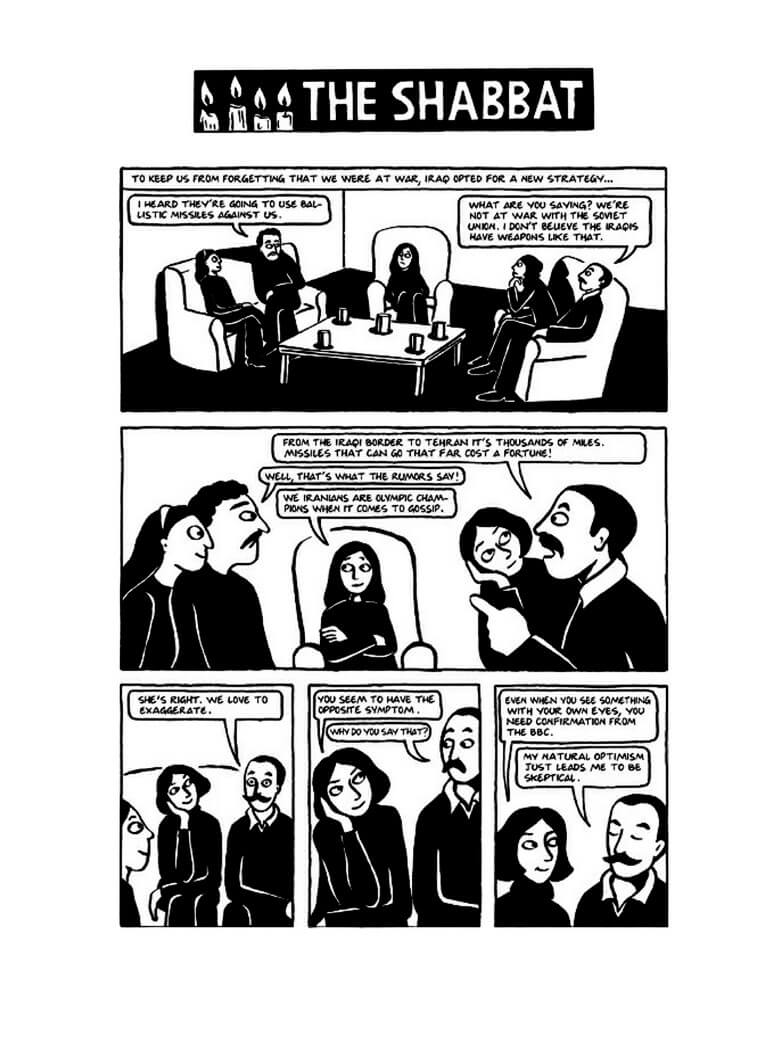 THE SHABBAT
TO KEEP US FROM FORGETTING THAT WE WERE AT WAR, IRAQ OPTED FOR A NEW STRATEGY...
I HEARD THEY'RE GOING TO USE BAL-
LISTIC MISSILES AGAINST US.
WHAT ARE YOU SAYING? WE'RE
NOT AT WAR WITH THE SOVIET
UNION. I DON'T BELIEVE THE IRAQIS
HAVE WEAPONS LIKE THAT.
FROM THE IRAQI BORDER TO TEHRAN IT'S THOUSANDS OF MILES.
MISSILES THAT CAN GO THAT FAR COST A FORTUNE!
WELL, THAT'S WHAT THE RUMORS SAY!
WE IRANIANS ARE OLYMPIC CHAM-
PIONS WHEN IT COMES TO GOSSIP.
SHE'S RIGHT. WE LOVE TO
EXAGGERATE.
YOU SEEM TO HAVE THE
OPPOSITE SYMPTOM.
WHY DO YOU SAY THAT?
EVEN WHEN YOU SEE SOMETHING
WITH YOUR OWN EYES, YOU
NEED CONFIRMATION FROM
THE BBC.
MY NATURAL OPTIMISM
JUST LEADS ME TO BE
SKEPTICAL.